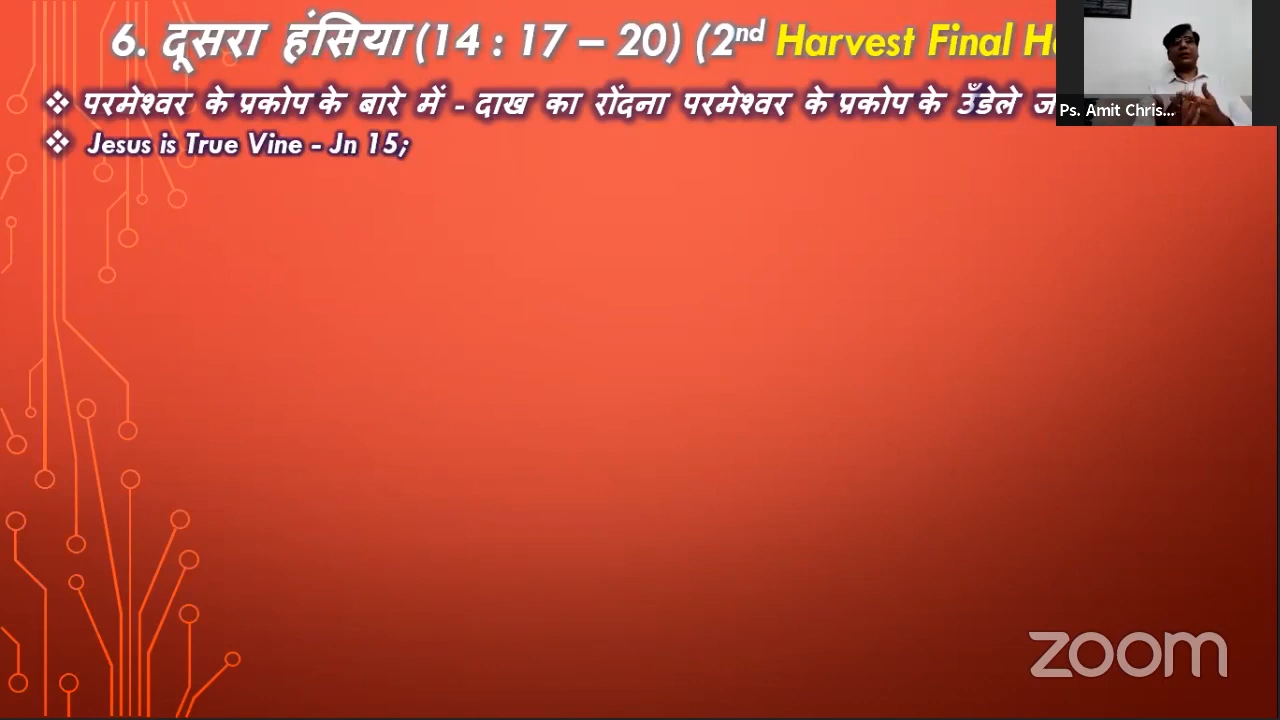 6. दूसरा हंसिया (14 : 17 – 20) (2nd Harvest Final
❖ परमेश्वर के प्रकोप के बारे में - दाख का रोंदना परमेश्वर के प्रकोप के उँडेले
❖ Jesus is True Vine - Jn 15;
Ps. Amit Chris...
zoom